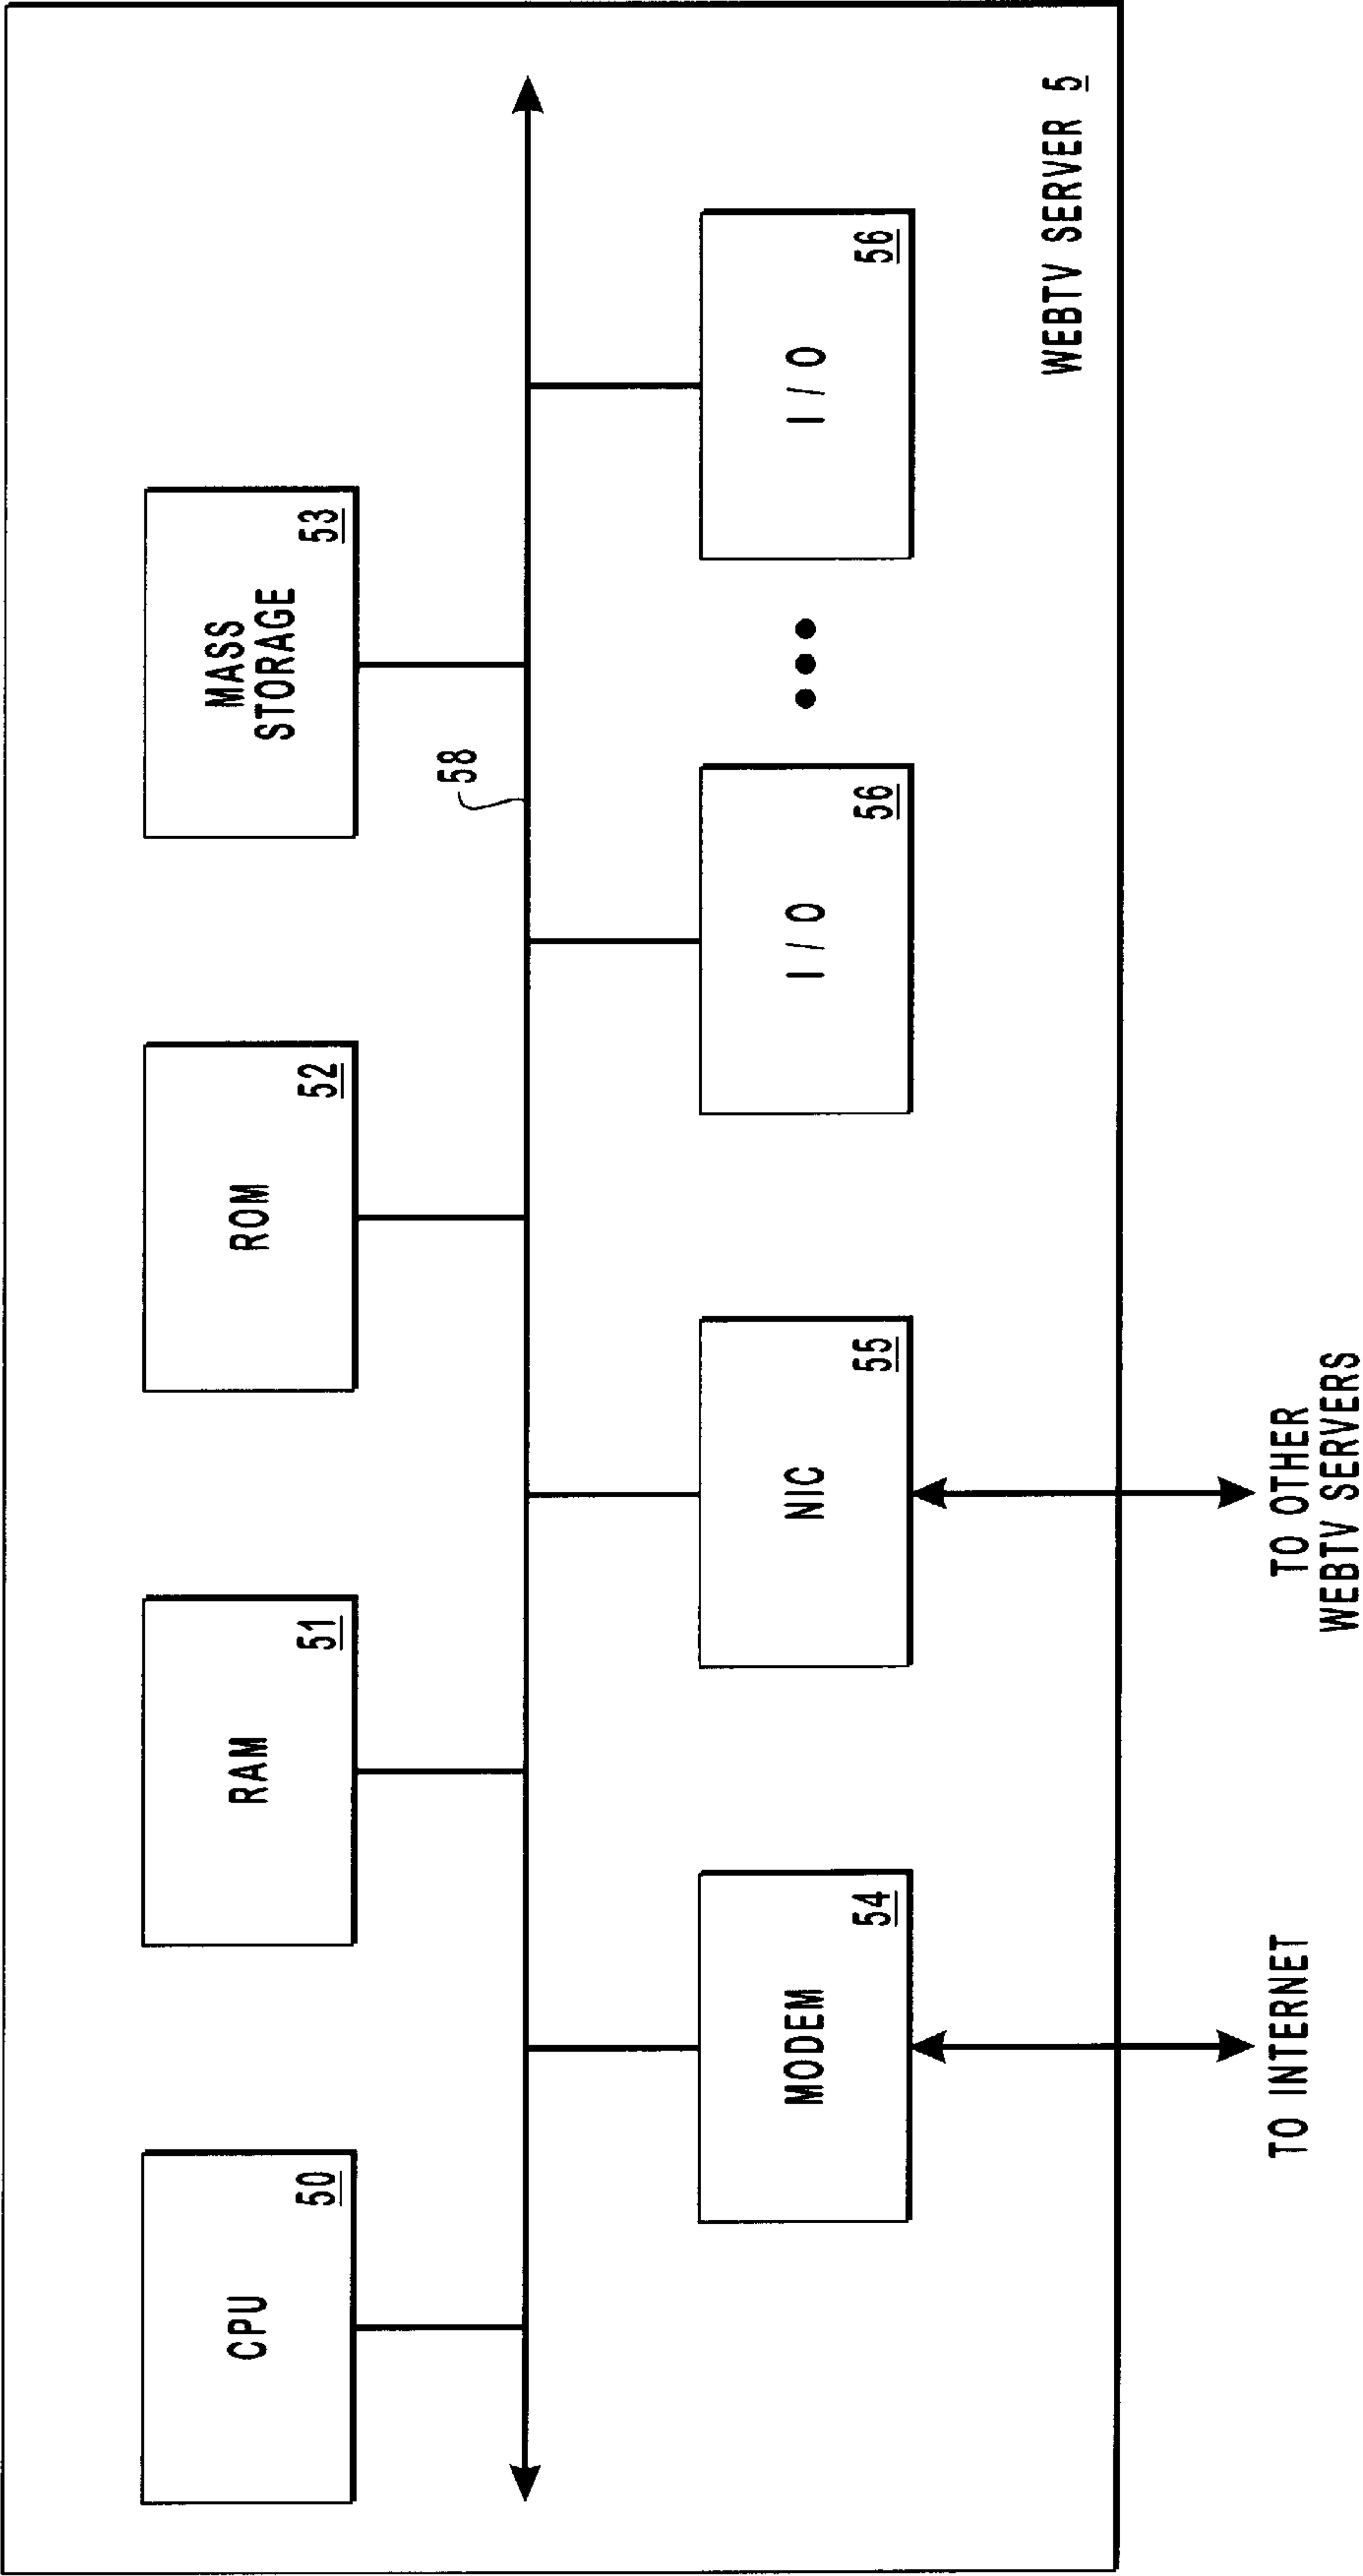 CPU
50
RAM
51
ROM
52
MASS
STORAGE
53
58
MODEM
54
NIC
55
I / O
56
I / O
56
WEBTV SERVER 5
TO INTERNET
TO OTHER
WEBTV SERVERS